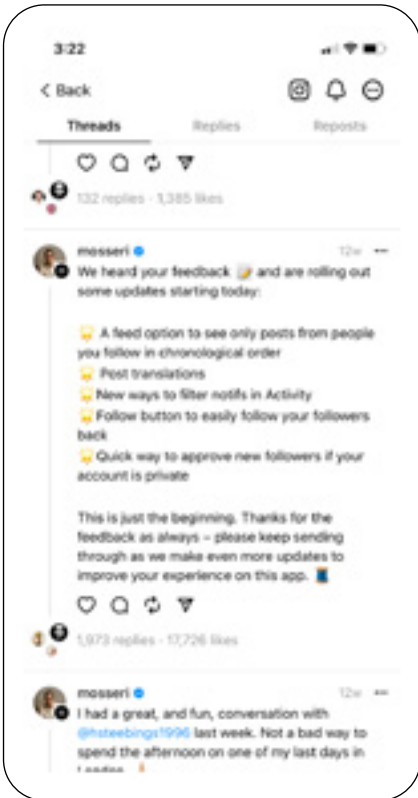 3:22
Back
Threads Replies Reposts
132 replies · 1,385 likes
mosseri 12w
We heard your feedback 📝 and are rolling out
some updates starting today:
A feed option to see only posts from people
you follow in chronological order
Post translations
New ways to filter notifs in Activity
Follow button to easily follow your followers
back
Quick way to approve new followers if your
account is private
This is just the beginning. Thanks for the
feedback as always – please keep sending
through as we make even more updates to
improve your experience on this app. 🧵
1,973 replies · 17,726 likes
mosseri 12w
I had a great, and fun, conversation with
@hsteebings1996 last week. Not a bad way to
spend the afternoon on one of my last days in
London.